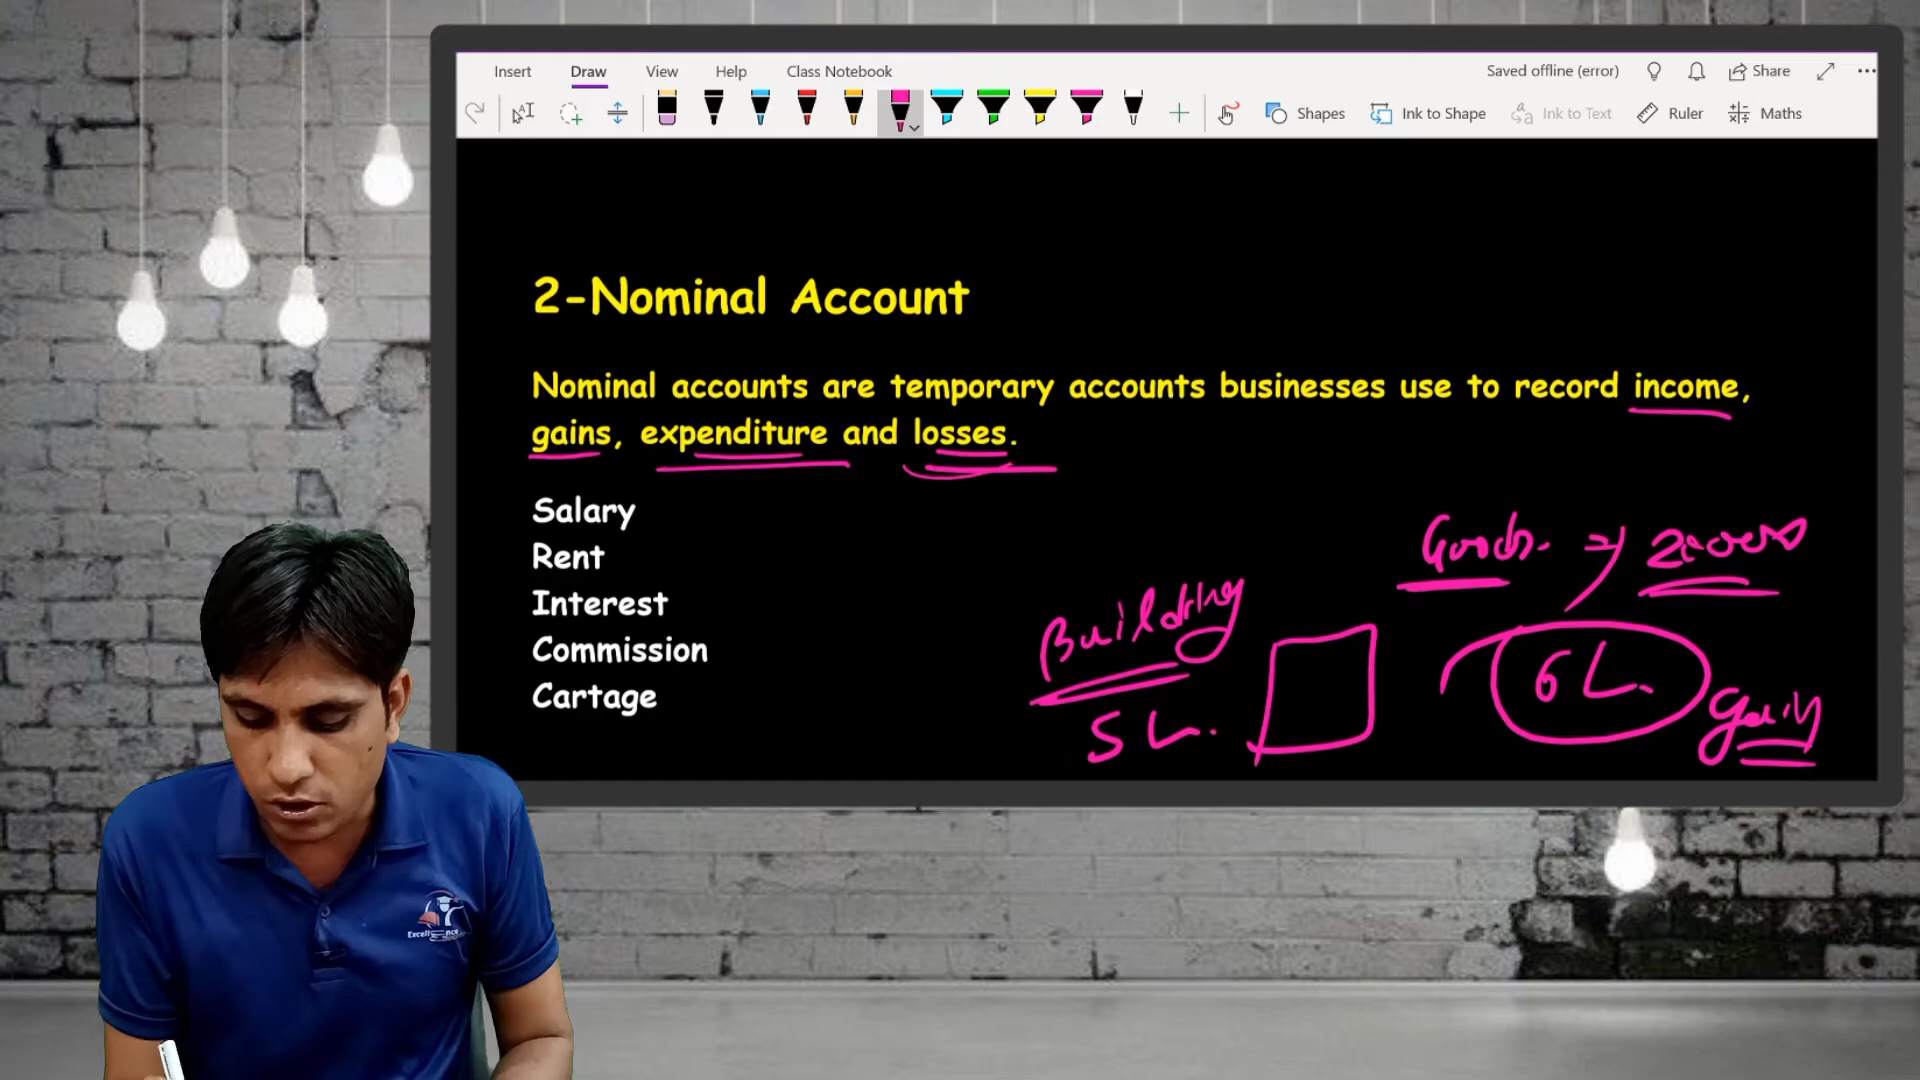 Insert Draw View Help Class Notebook Saved offline (error) Share
Shapes Ink to Shape Ink to Text Ruler Maths
2-Nominal Account
Nominal accounts are temporary accounts businesses use to record income,
gains, expenditure and losses.
Salary
Rent
Interest
Commission
Cartage
Goods.
Building
5 L.
6 L.
gain